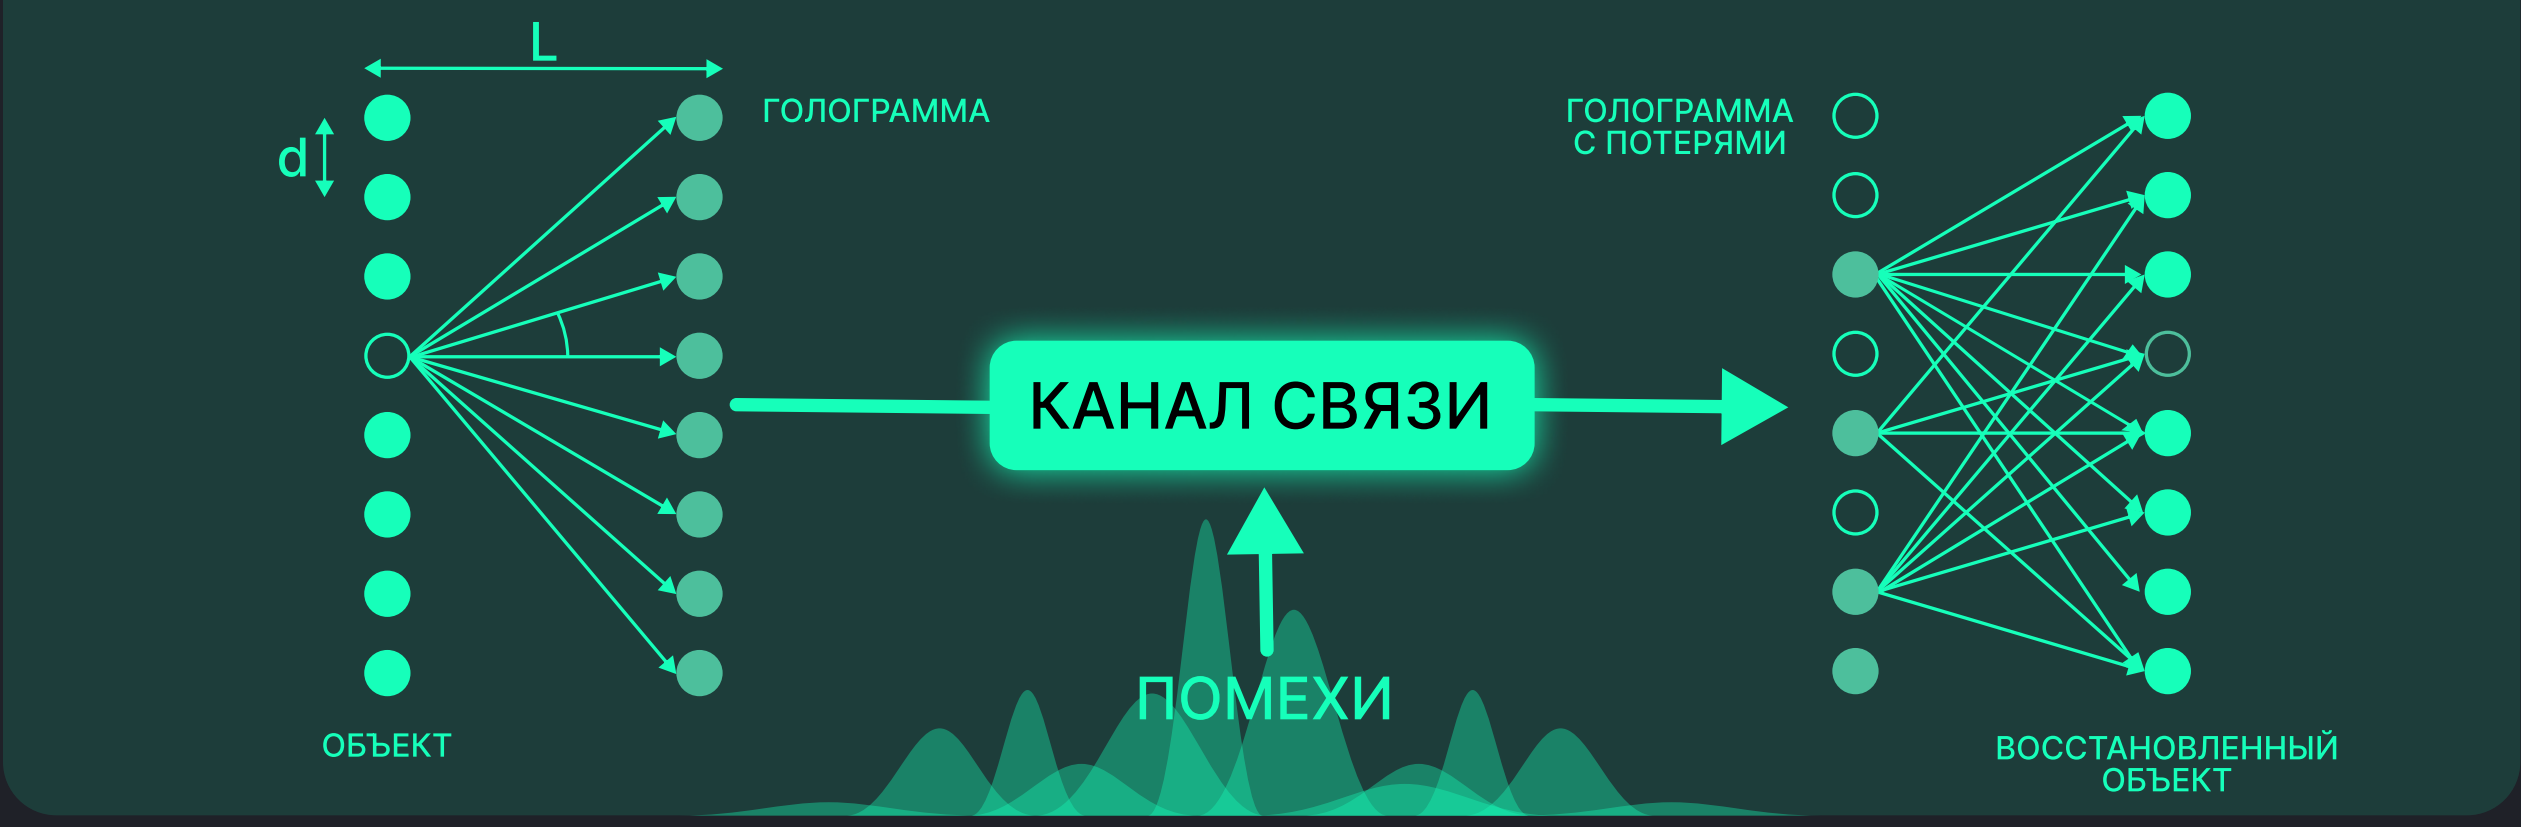 L
d
ГОЛОГРАММА
ОБЪЕКТ
КАНАЛ СВЯЗИ
ПОМЕХИ
ГОЛОГРАММА
С ПОТЕРЯМИ
ВОССТАНОВЛЕННЫЙ
ОБЪЕКТ